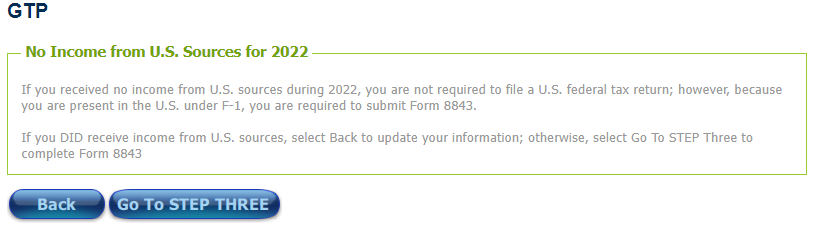 GTP
No Income from U.S. Sources for 2022
If you received no income from U.S. sources during 2022, you are not required to file a U.S. federal tax return; however, because
you are present in the U.S. under F-1, you are required to submit Form 8843.
If you DID receive income from U.S. sources, select Back to update your information; otherwise, select Go To STEP Three to
complete Form 8843
Back
Go To STEP THREE